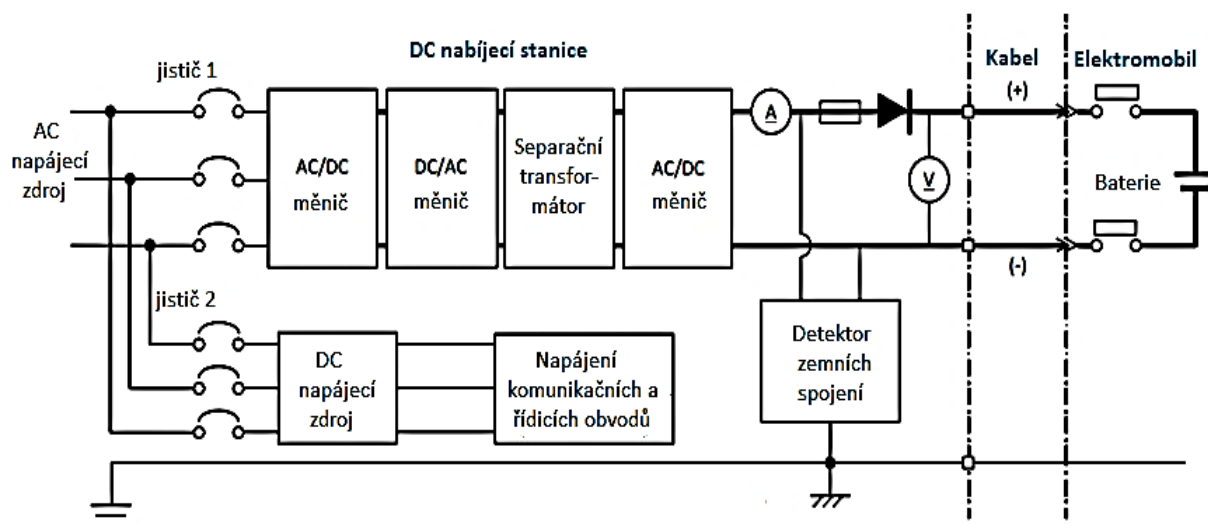 DC nabíjecí stanice
Kabel
Elektromobil
jistič 1
(+)
AC
napájecí
zdroj
AC/DC
měnič
DC/AC
měnič
Separační
transfor-
mátor
AC/DC
měnič
A
V
Baterie
(-)
jistič 2
DC
napájecí
zdroj
Napájení
komunikačních a
řídicích obvodů
Detektor
zemních
spojení